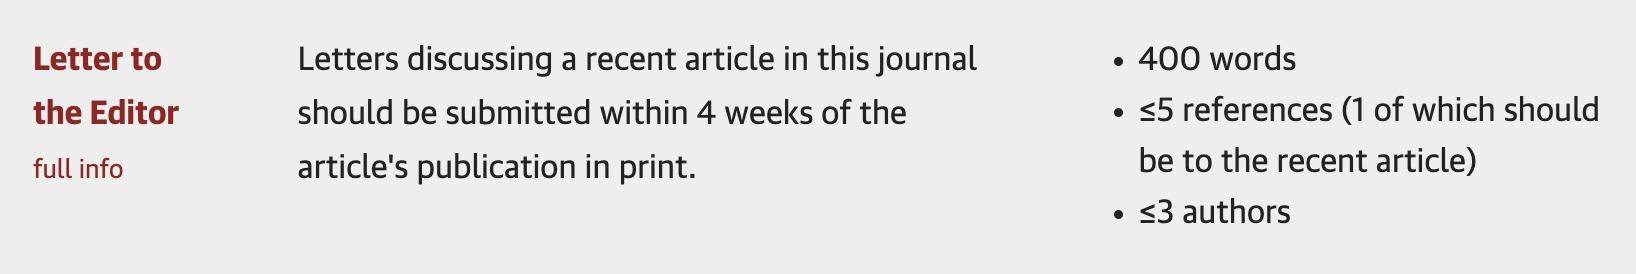 Letter to
the Editor
full info
Letters discussing a recent article in this journal
should be submitted within 4 weeks of the
article's publication in print.
• 400 words
• ≤5 references (1 of which should
be to the recent article)
• ≤3 authors